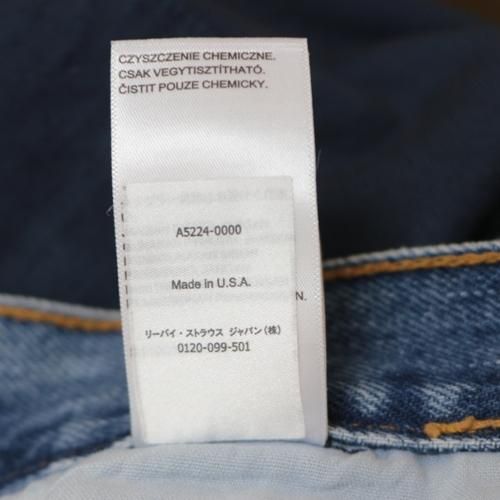 CZYSZCZENIE CHEMICZNE.
CSAK VEGYTISZTÍTHATÓ.
ČISTIT POUZE CHEMICKY.
A5224-0000
Made in U.S.A.
N.
リーバイ・ストラウス ジャパン(株)
0120-099-501